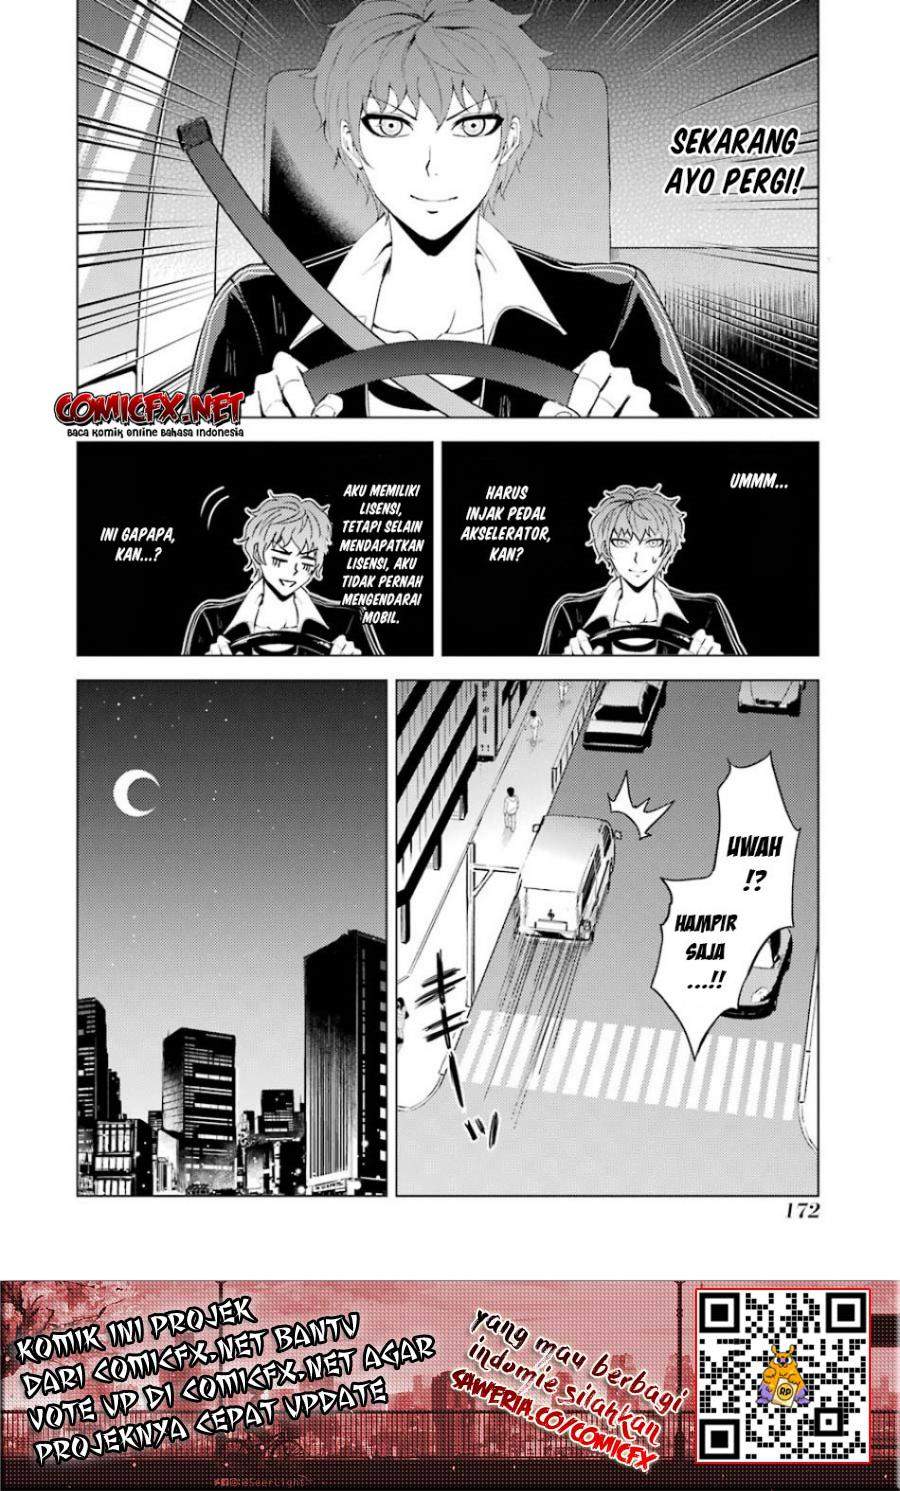 SEKARANG
AYO PERGI!
COMICFX.NET
BACA KOMIK ONLINE BAHASA INDONESIA
UMMM...
HARUS
INJAK PEDAL
AKSELERATOR,
KAN?
AKU MEMILIKI
LISENSI,
TETAPI SELAIN
MENDAPATKAN
LISENSI, AKU
TIDAK PERNAH
MENGENDARAI
MOBIL.
INI GAPAPA,
KAN...?
UWAH
!?
HAMPIR
SAJA
...!!
172
KOMIK INI PROJEK
DARI COMICFX.NET BANTU
VOTE UP DI COMICFX.NET AGAR
PROJEKNYA CEPAT UPDATE
yang mau berbagi
indomie silahkan
SAWERIA.CO/COMICFX
RP
@Seerlight